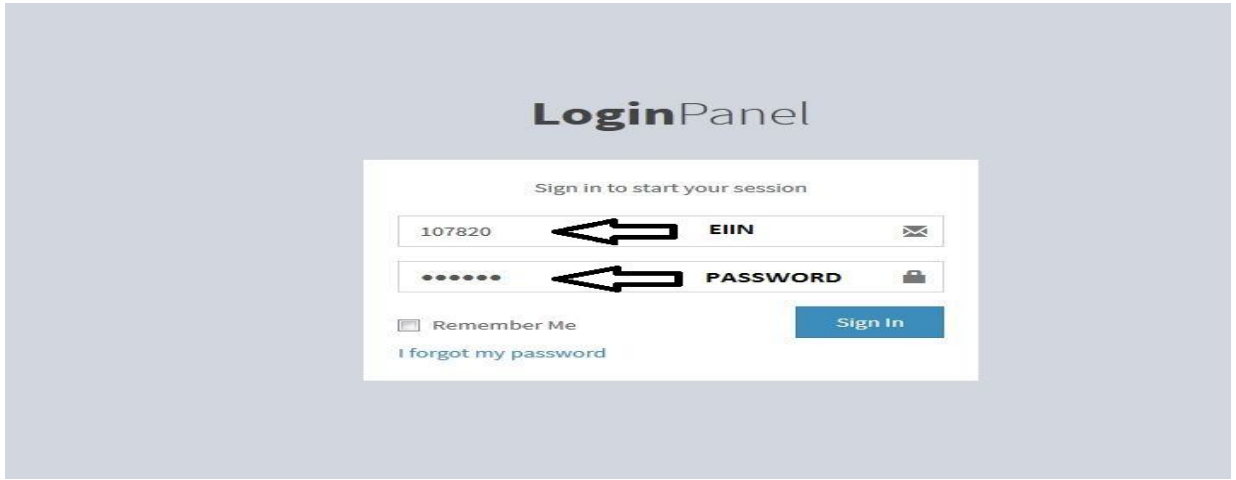 LoginPanel
Sign in to start your session
107820 EIIN
•••••• PASSWORD
Remember Me Sign In
I forgot my password